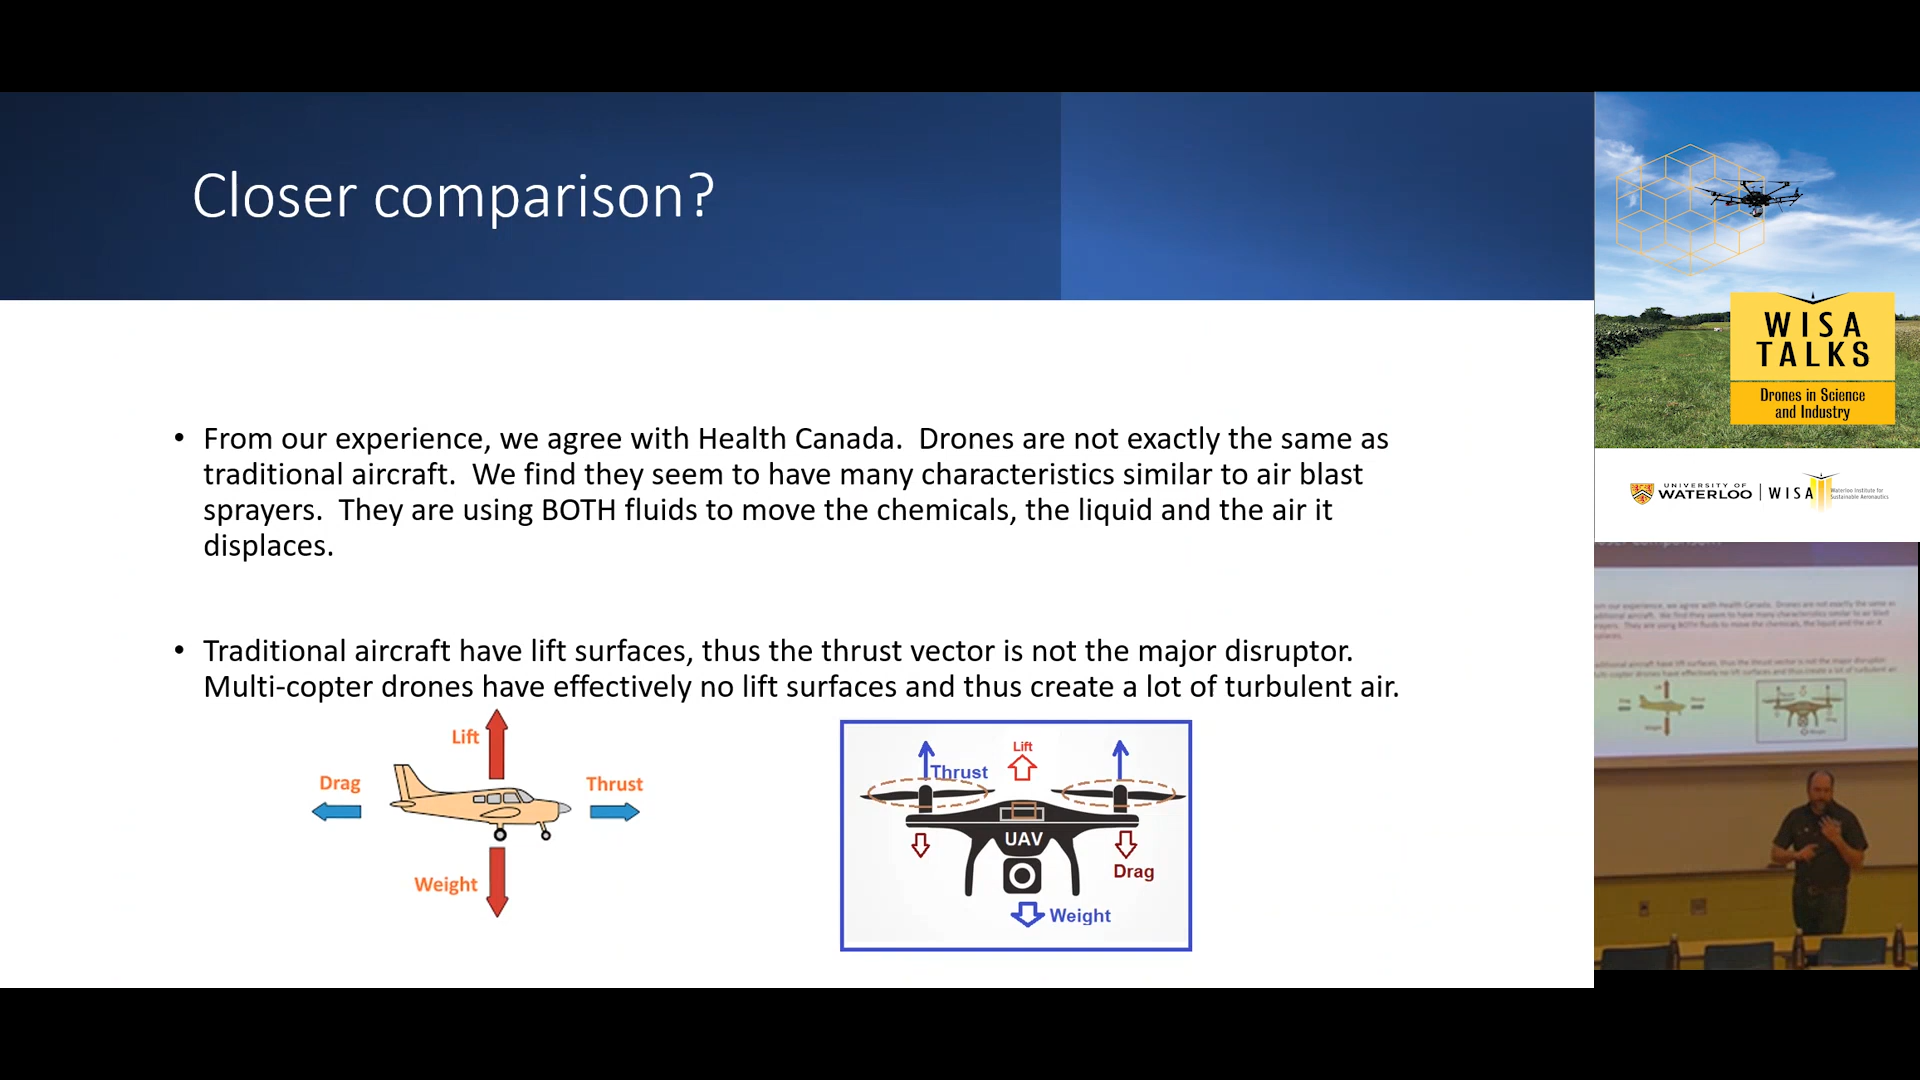 Closer comparison?
• From our experience, we agree with Health Canada.  Drones are not exactly the same as
traditional aircraft.  We find they seem to have many characteristics similar to air blast
sprayers.  They are using BOTH fluids to move the chemicals, the liquid and the air it
displaces.
• Traditional aircraft have lift surfaces, thus the thrust vector is not the major disruptor.
Multi-copter drones have effectively no lift surfaces and thus create a lot of turbulent air.
Lift
Drag
Thrust
Weight
Lift
Thrust
UAV
Drag
Weight
WISA
TALKS
Drones in Science
and Industry
UNIVERSITY OF
WATERLOO
WISA
Waterloo Institute for
Sustainable Aeronautics